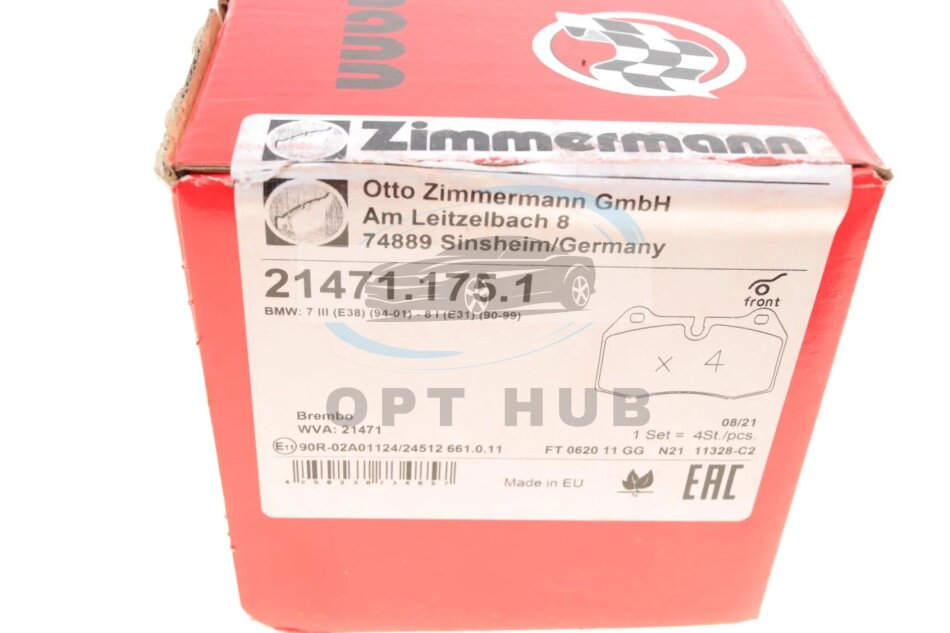 Zimmermann
Otto Zimmermann GmbH
Am Leitzelbach 8
74889 Sinsheim/Germany
21471.175.1
BMW: 7 III (E38) (94-01) - 8 I (E31) (90-99)
front
x 4
OPT HUB
Brembo
WVA: 21471
08/21
1 Set = 4St./pcs.
E11 90R-02A01124/24512 661.0.11
FT 0620 11 GG N21 11328-C2
Made in EU
N
EAC